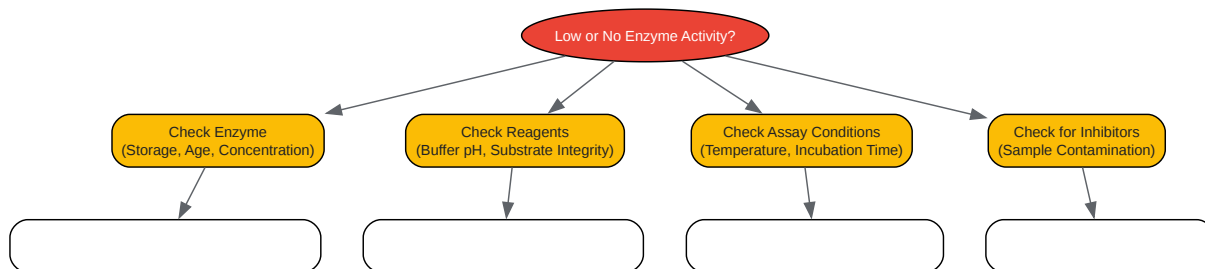 Low or No Enzyme Activity?
Check Enzyme
(Storage, Age, Concentration)
Check Reagents
(Buffer pH, Substrate Integrity)
Check Assay Conditions
(Temperature, Incubation Time)
Check for Inhibitors
(Sample Contamination)